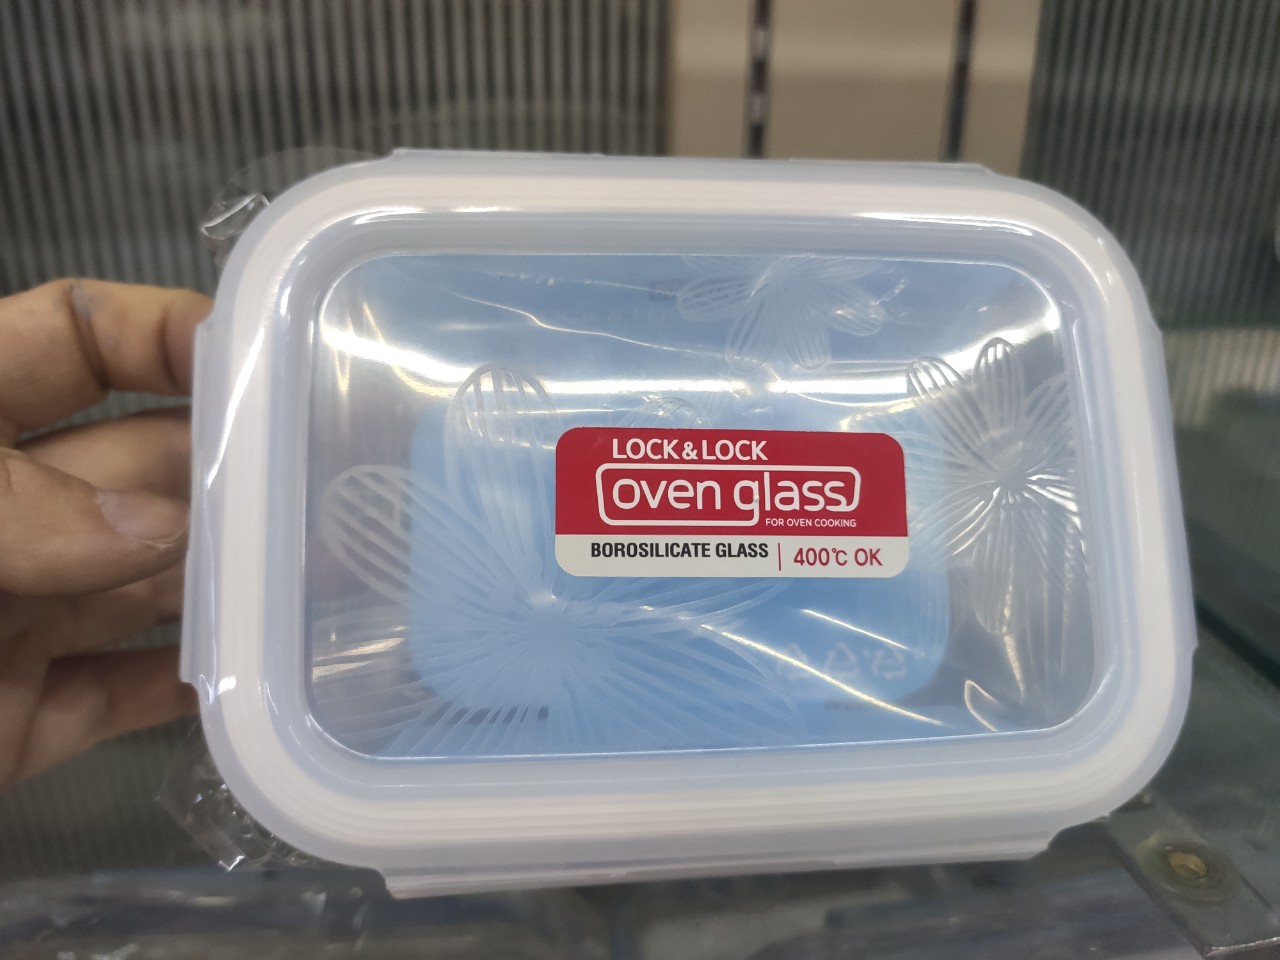 LOCK&LOCK
oven glass
FOR OVEN COOKING
BOROSILICATE GLASS | 400℃ OK